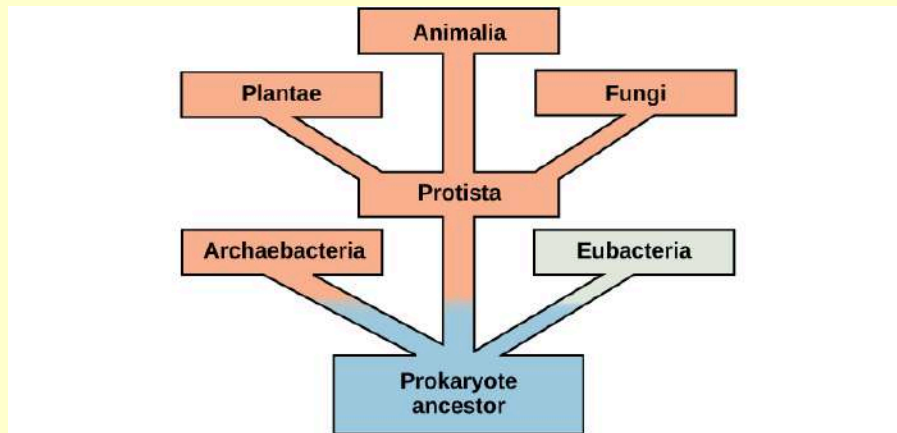 Animalia
Plantae
Fungi
Protista
Archaebacteria
Eubacteria
Prokaryote
ancestor